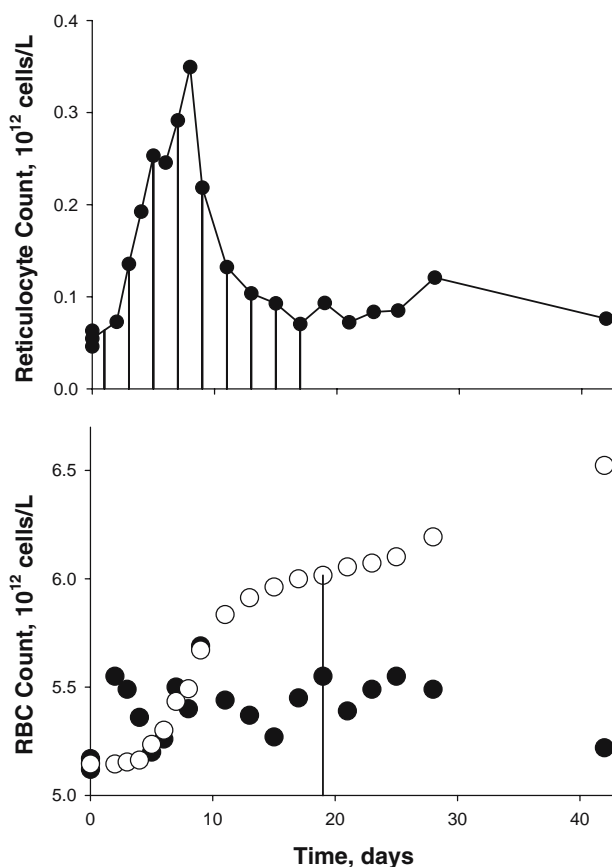 Reticulocyte Count, 10¹² cells/L
0.4
0.3
0.2
0.1
0.0
RBC Count, 10¹² cells/L
6.5
6.0
5.5
5.0
0 10 20 30 40
Time, days